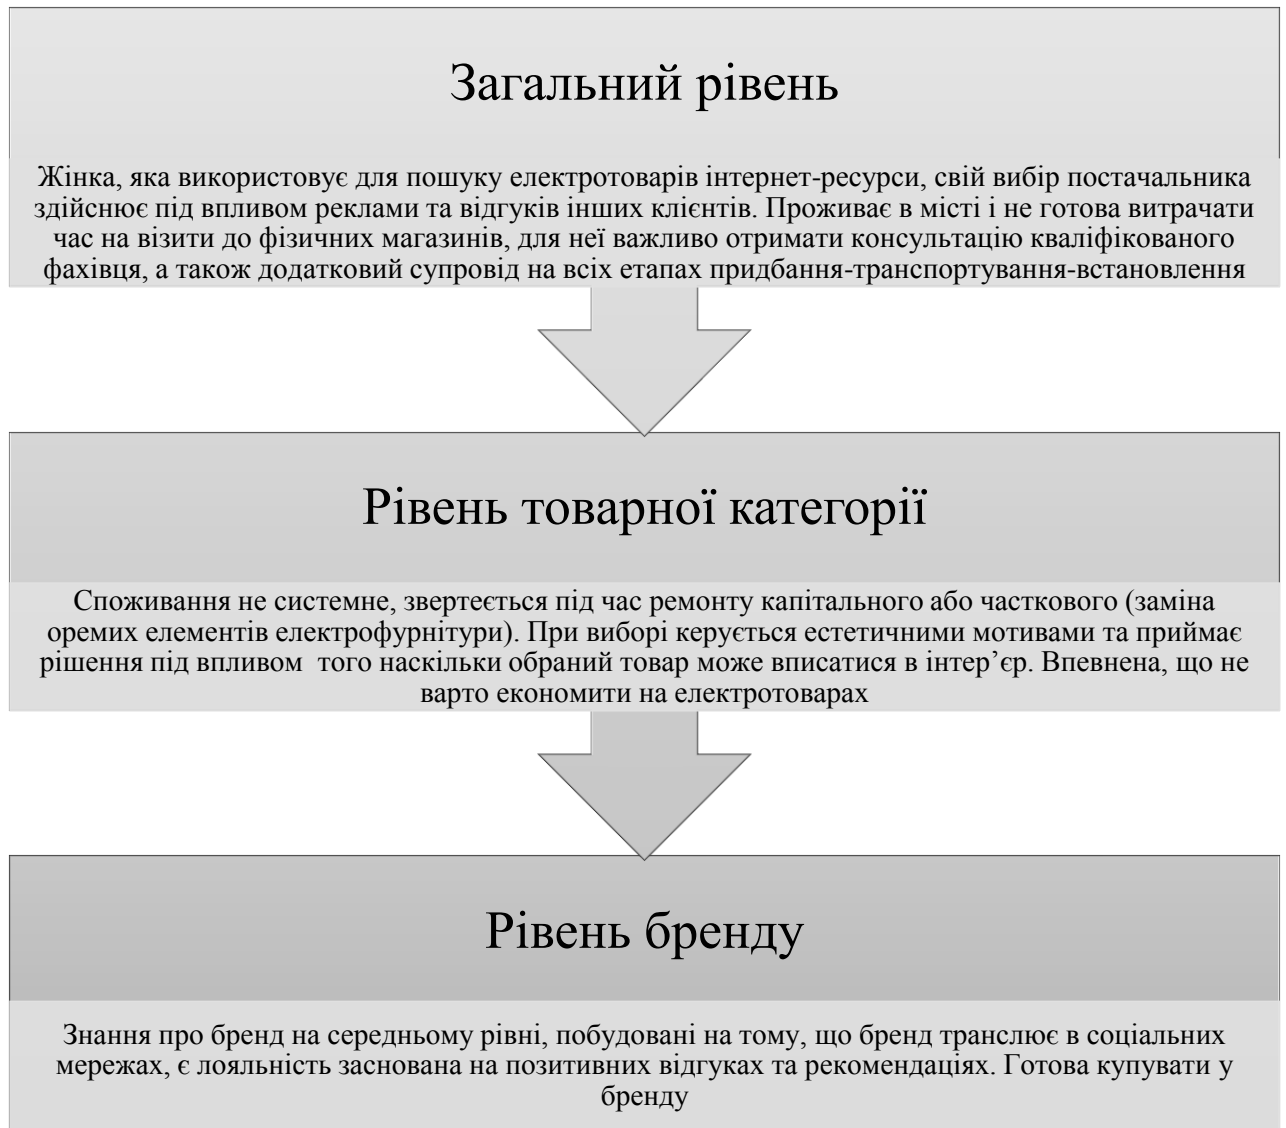 Загальний рівень
Жінка, яка використовує для пошуку електротоварів інтернет-ресурси, свій вибір постачальника
здійснює під впливом реклами та відгуків інших клієнтів. Проживає в місті і не готова витрачати
час на візити до фізичних магазинів, для неї важливо отримати консультацію кваліфікованого
фахівця, а також додатковий супровід на всіх етапах придбання-транспортування-встановлення
Рівень товарної категорії
Споживання не системне, звертеється під час ремонту капітального або часткового (заміна
оремих елементів електрофурнітури). При виборі керується естетичними мотивами та приймає
рішення під впливом  того наскільки обраний товар може вписатися в інтер’єр. Впевнена, що не
варто економити на електротоварах
Рівень бренду
Знання про бренд на середньому рівні, побудовані на тому, що бренд транслює в соціальних
мережах, є лояльність заснована на позитивних відгуках та рекомендаціях. Готова купувати у
бренду